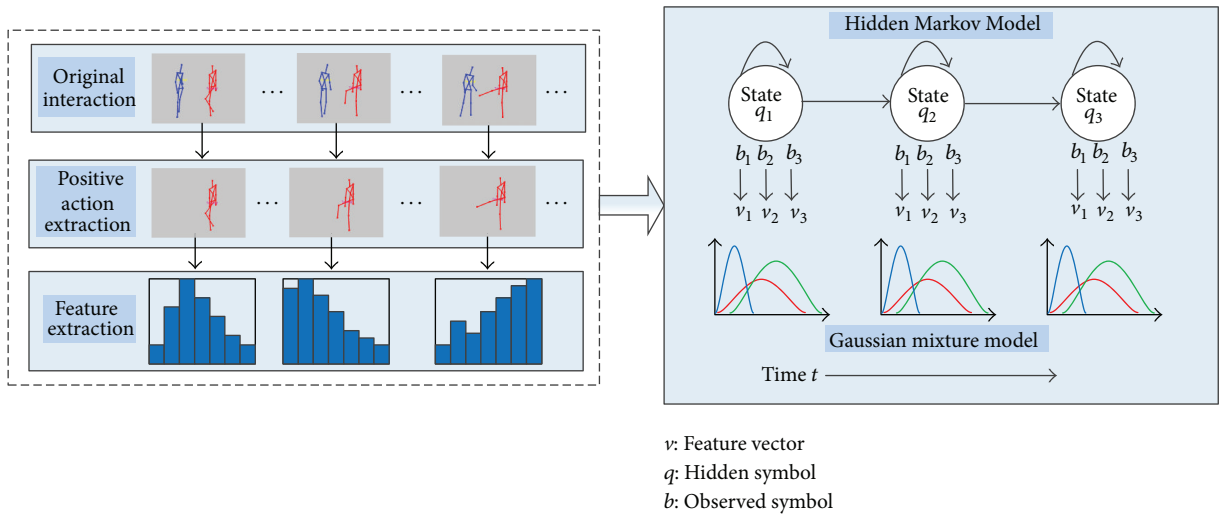 Original
interaction
... ... ...
Positive
action
extraction
... ... ...
Feature
extraction
Hidden Markov Model
State
q1
State
q2
State
q3
b1 b2 b3
b1 b2 b3
b1 b2 b3
v1 v2 v3
v1 v2 v3
v1 v2 v3
Gaussian mixture model
Time t
v: Feature vector
q: Hidden symbol
b: Observed symbol